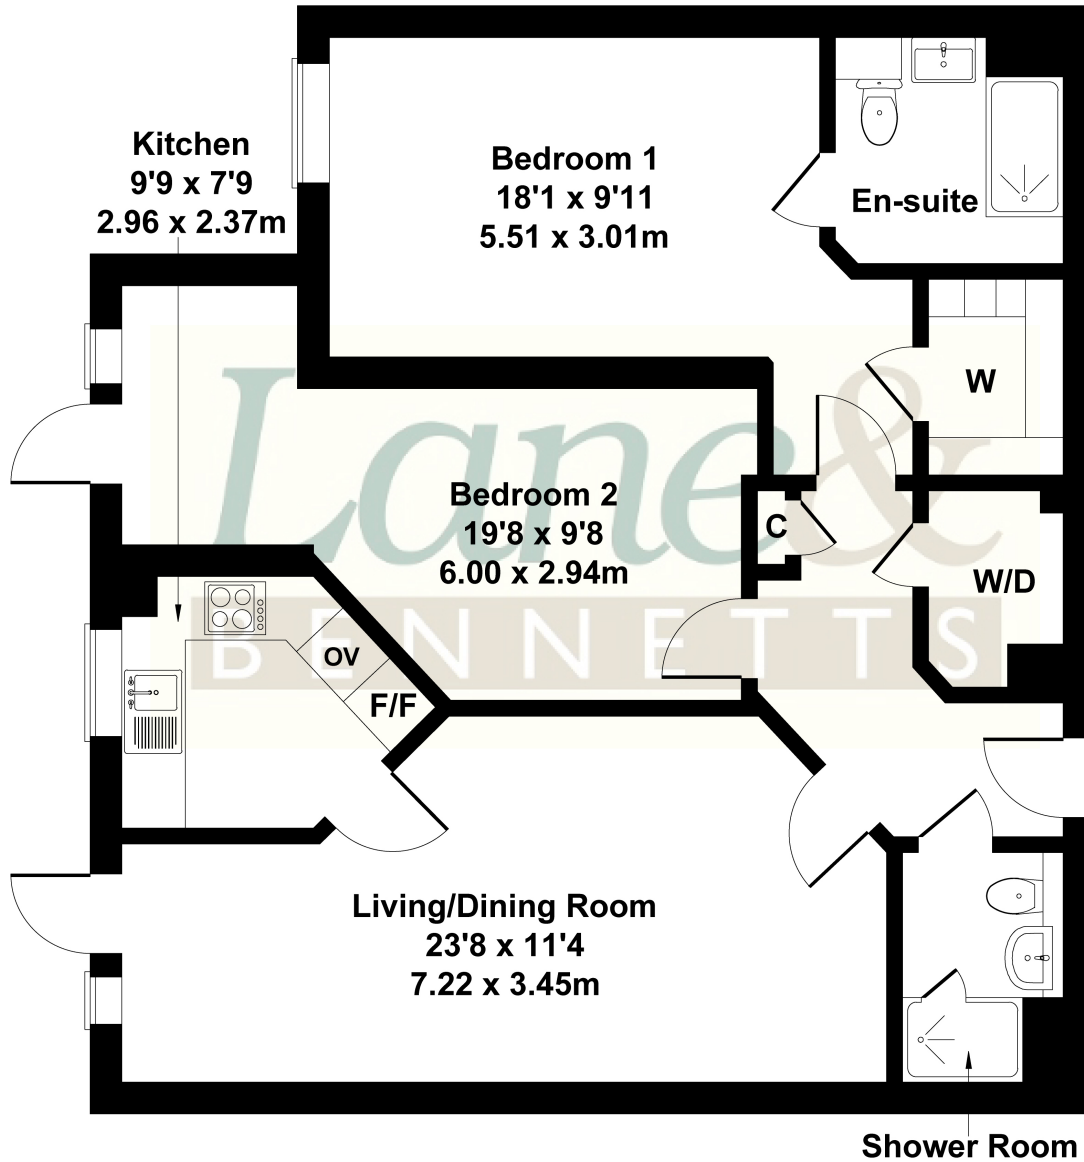 Kitchen
9'9 x 7'9
2.96 x 2.37m
Bedroom 1
18'1 x 9'11
5.51 x 3.01m
En-suite
W
Lane&
BENNETTS
Bedroom 2
19'8 x 9'8
6.00 x 2.94m
C
W/D
OV
F/F
Living/Dining Room
23'8 x 11'4
7.22 x 3.45m
Shower Room